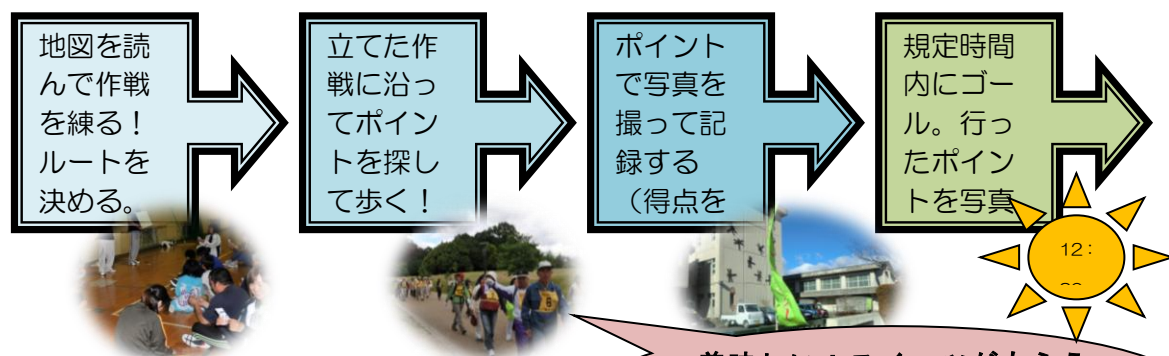 地図を読
んで作戦
を練る！
ルートを
決める。
立てた作
戦に沿っ
てポイン
トを探し
て歩く！
ポイント
で写真を
撮って記
録する
（得点を
規定時間
内にゴー
ル。行っ
たポイン
トを写真
12：